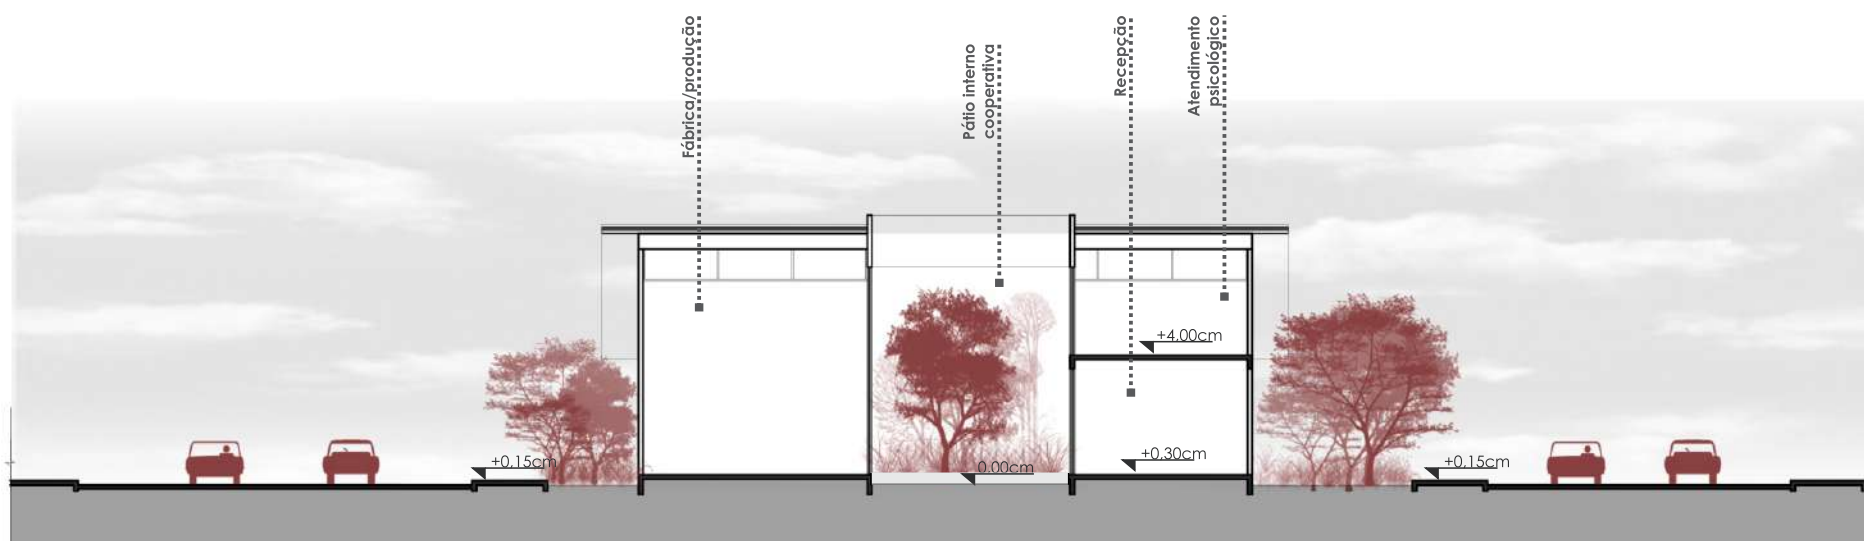 Fábrica/produção
Pátio interno
cooperativa
Recepção
Atendimento
psicológico
+4.00cm
+0,15cm
0.00cm
+0.30cm
+0,15cm